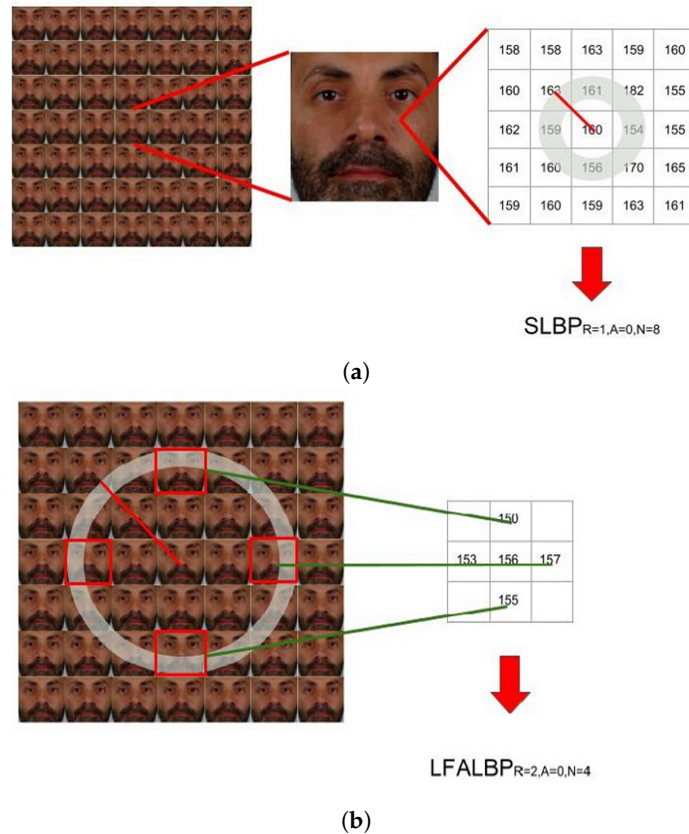 158 158 163 159 160
160 163 161 182 155
162 159 160 154 155
161 160 156 170 165
159 160 159 163 161
SLBPR=1,A=0,N=8
(a)
150
153 156 157
155
LFALBPR=2,A=0,N=4
(b)